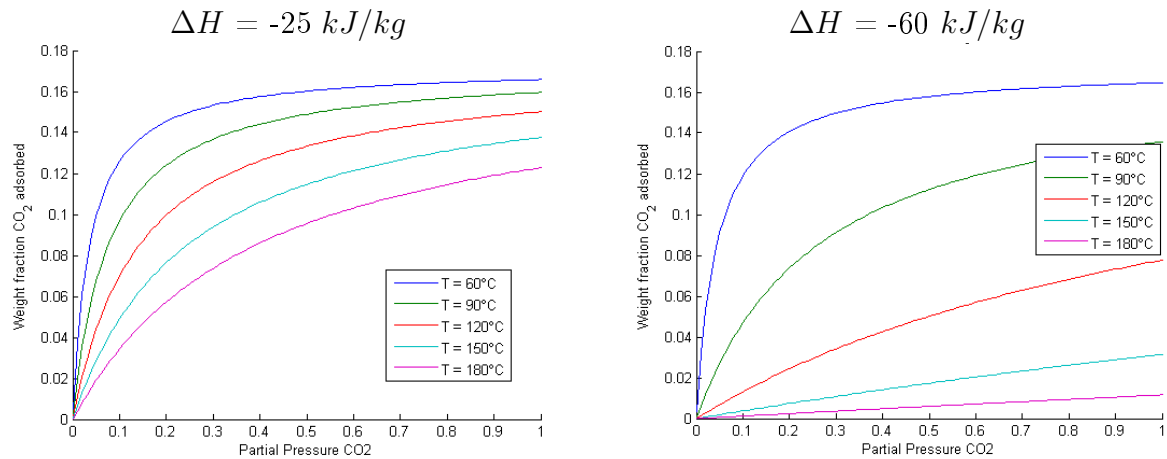 ΔH = -25 kJ/kg
0.18
0.16
0.14
0.12
0.1
0.08
0.06
0.04
0.02
0
Weight fraction CO₂ adsorbed
T = 60°C
T = 90°C
T = 120°C
T = 150°C
T = 180°C
0 0.1 0.2 0.3 0.4 0.5 0.6 0.7 0.8 0.9 1
Partial Pressure CO2
ΔH = -60 kJ/kg
0.18
0.16
0.14
0.12
0.1
0.08
0.06
0.04
0.02
0
Weight fraction CO₂ adsorbed
T = 60°C
T = 90°C
T = 120°C
T = 150°C
T = 180°C
0 0.1 0.2 0.3 0.4 0.5 0.6 0.7 0.8 0.9 1
Partial Pressure CO2